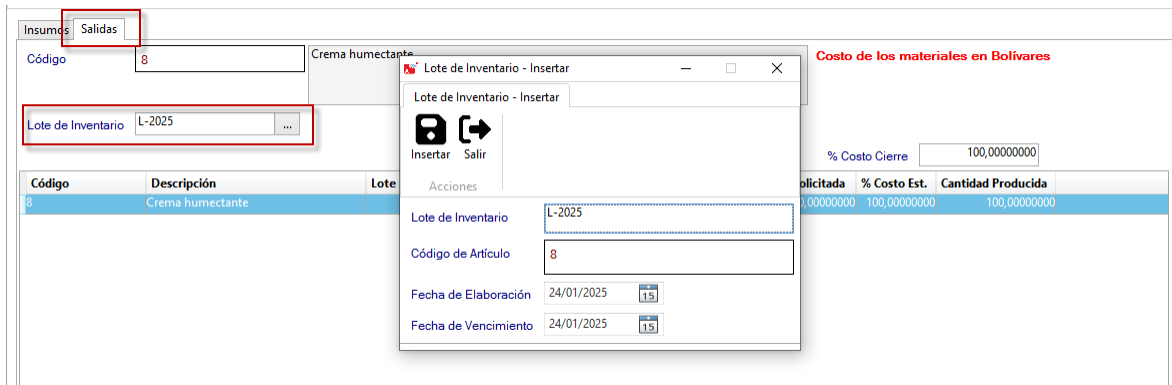 Insumos Salidas
Código 8 Crema humectante Costo de los materiales en Bolívares
Lote de Inventario L-2025 ...
% Costo Cierre 100,00000000
Código Descripción Lote olicitada % Costo Est. Cantidad Producida
8 Crema humectante 0,00000000 100,00000000 100,00000000
Lote de Inventario - Insertar
Lote de Inventario - Insertar
Insertar Salir
Acciones
Lote de Inventario L-2025
Código de Artículo 8
Fecha de Elaboración 24/01/2025 15
Fecha de Vencimiento 24/01/2025 15